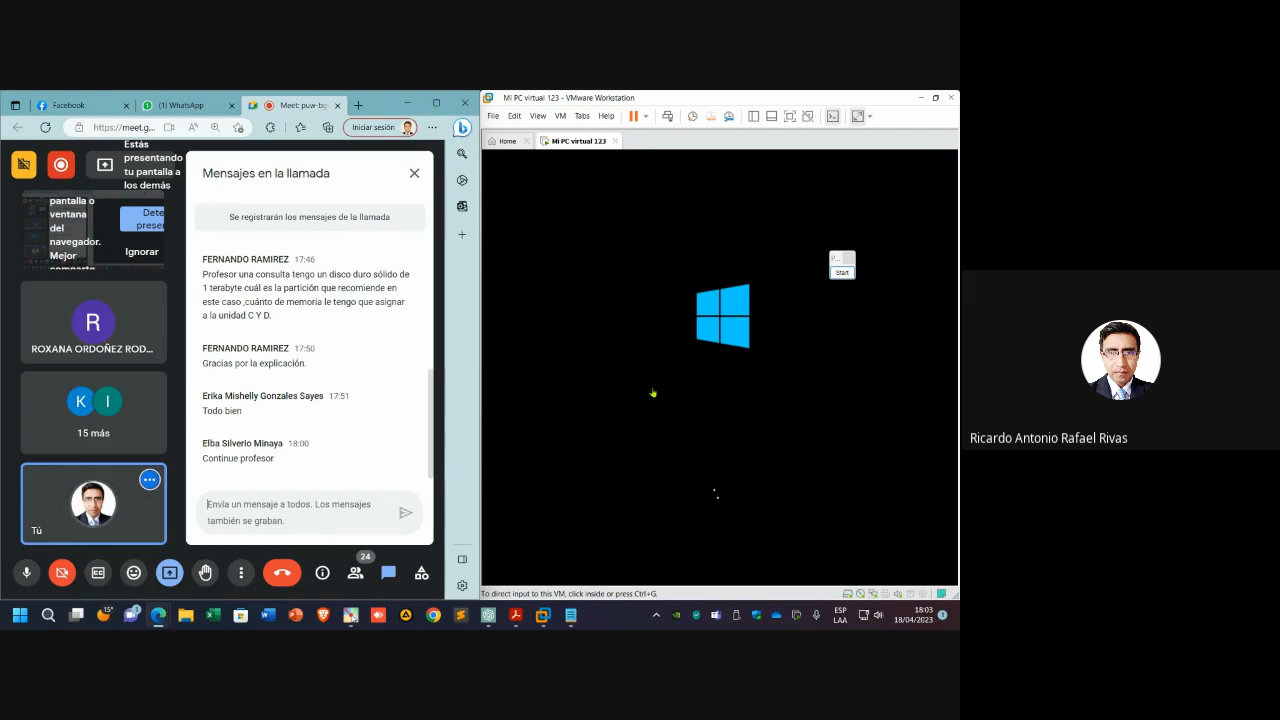 Facebook
(1) WhatsApp
Meet: puw-bg
https://meet.g...
Iniciar sesión
Estás
presentando
tu pantalla a
los demás
pantalla o
ventana
del
navegador.
Mejor
Dete
prese
Ignorar
ROXANA ORDOÑEZ ROD...
K
I
15 más
Tú
R
Mensajes en la llamada
Se registrarán los mensajes de la llamada
FERNANDO RAMIREZ 17:46
Profesor una consulta tengo un disco duro sólido de
1 terabyte cuál es la partición que recomiende en
este caso ,cuánto de memoria le tengo que asignar
a la unidad C Y D.
FERNANDO RAMIREZ 17:50
Gracias por la explicación.
Erika Mishelly Gonzales Sayes 17:51
Todo bien
Elba Silverio Minaya 18:00
Continue profesor
Envía un mensaje a todos. Los mensajes
también se graban.
24
Mi PC virtual 123 - VMware Workstation
File Edit View VM Tabs Help
Home
Mi PC virtual 123
P...
Start
To direct input to this VM, click inside or press Ctrl+G.
15°
ESP
LAA
18:03
18/04/2023
Ricardo Antonio Rafael Rivas